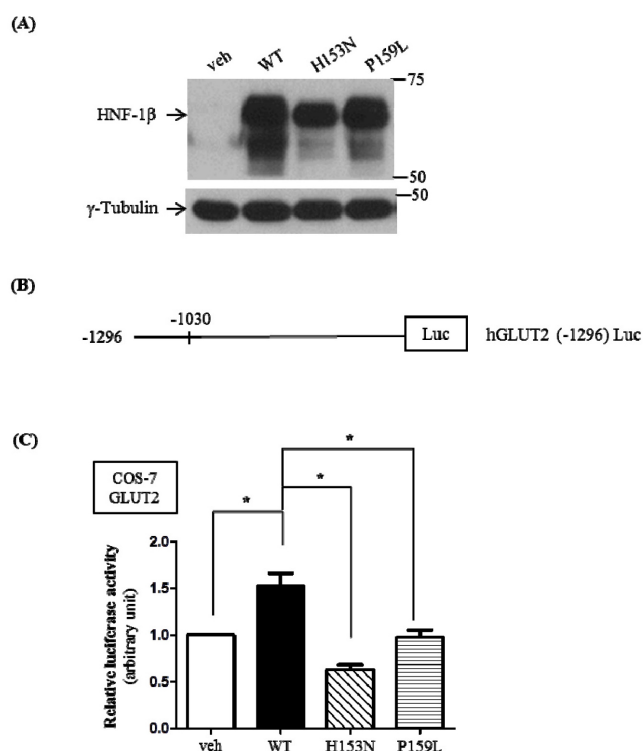 (A)
veh WT H153N P159L
75
HNF-1β
50
50
γ-Tubulin
(B)
-1030
-1296 Luc hGLUT2 (-1296) Luc
(C)
*
COS-7
GLUT2
*
*
Relative luciferase activity
(arbitrary unit)
2.0
1.5
1.0
0.5
0.0
veh WT H153N P159L